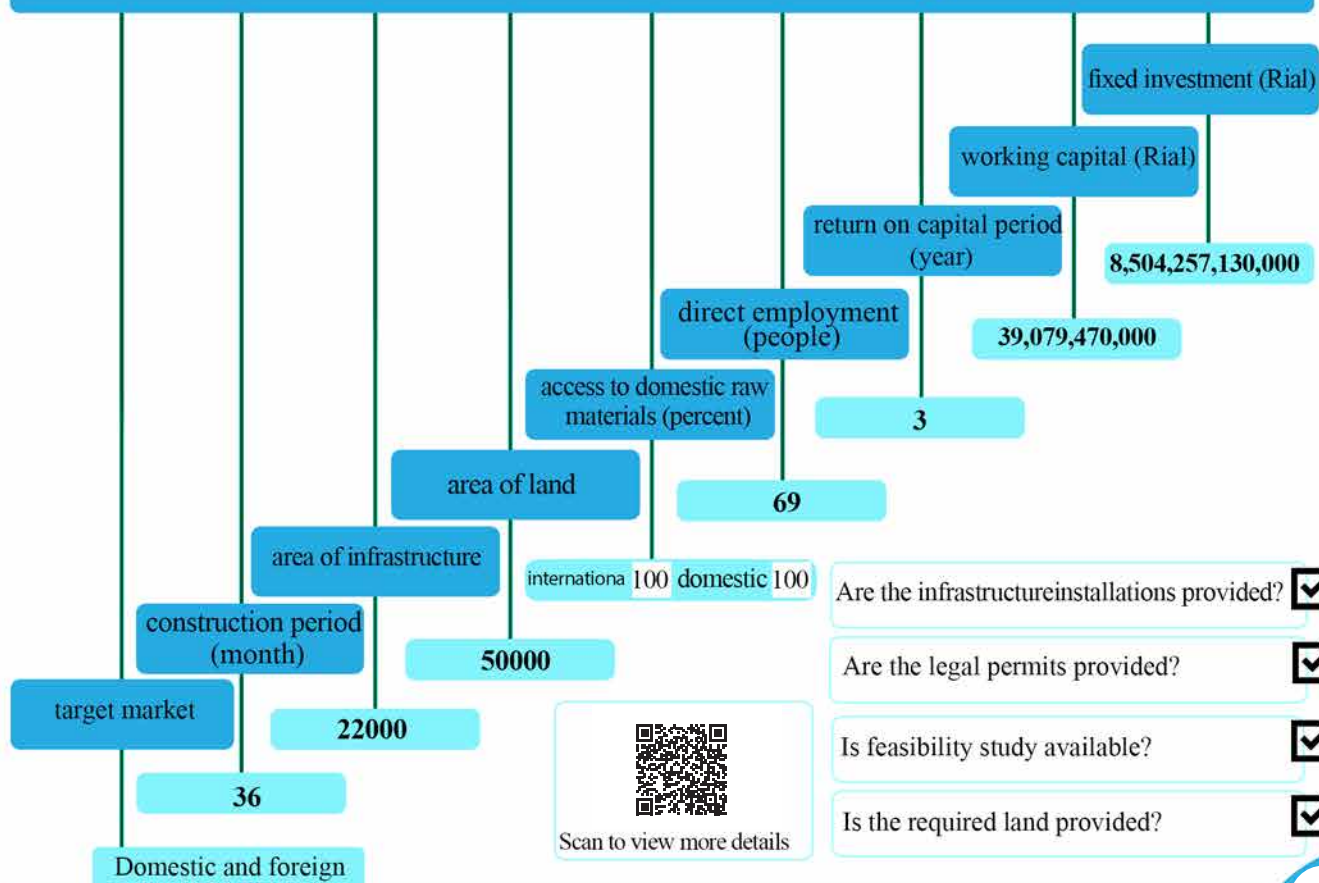 fixed investment (Rial)
8,504,257,130,000
working capital (Rial)
39,079,470,000
return on capital period
(year)
3
direct employment
(people)
69
access to domestic raw
materials (percent)
internationa 100 domestic 100
area of land
50000
area of infrastructure
22000
construction period
(month)
36
target market
Domestic and foreign
Scan to view more details
Are the infrastructureinstallations provided?
Are the legal permits provided?
Is feasibility study available?
Is the required land provided?